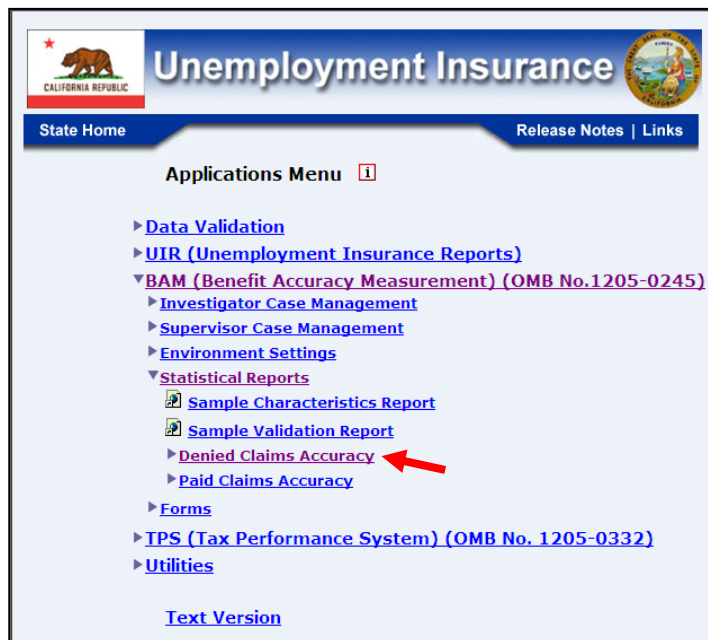 CALIFORNIA REPUBLIC
Unemployment Insurance
State Home
Release Notes | Links
Applications Menu i
Data Validation
UIR (Unemployment Insurance Reports)
BAM (Benefit Accuracy Measurement) (OMB No.1205-0245)
Investigator Case Management
Supervisor Case Management
Environment Settings
Statistical Reports
Sample Characteristics Report
Sample Validation Report
Denied Claims Accuracy
Paid Claims Accuracy
Forms
TPS (Tax Performance System) (OMB No. 1205-0332)
Utilities
Text Version